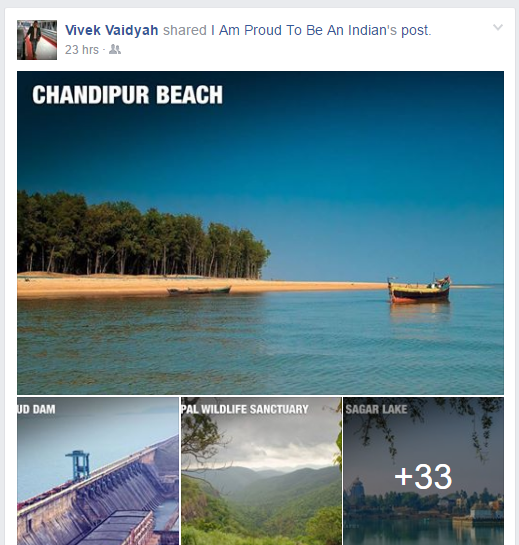 Vivek Vaidyah shared I Am Proud To Be An Indian's post.
23 hrs ·
CHANDIPUR BEACH
UD DAM
PAL WILDLIFE SANCTUARY
SAGAR LAKE
+33